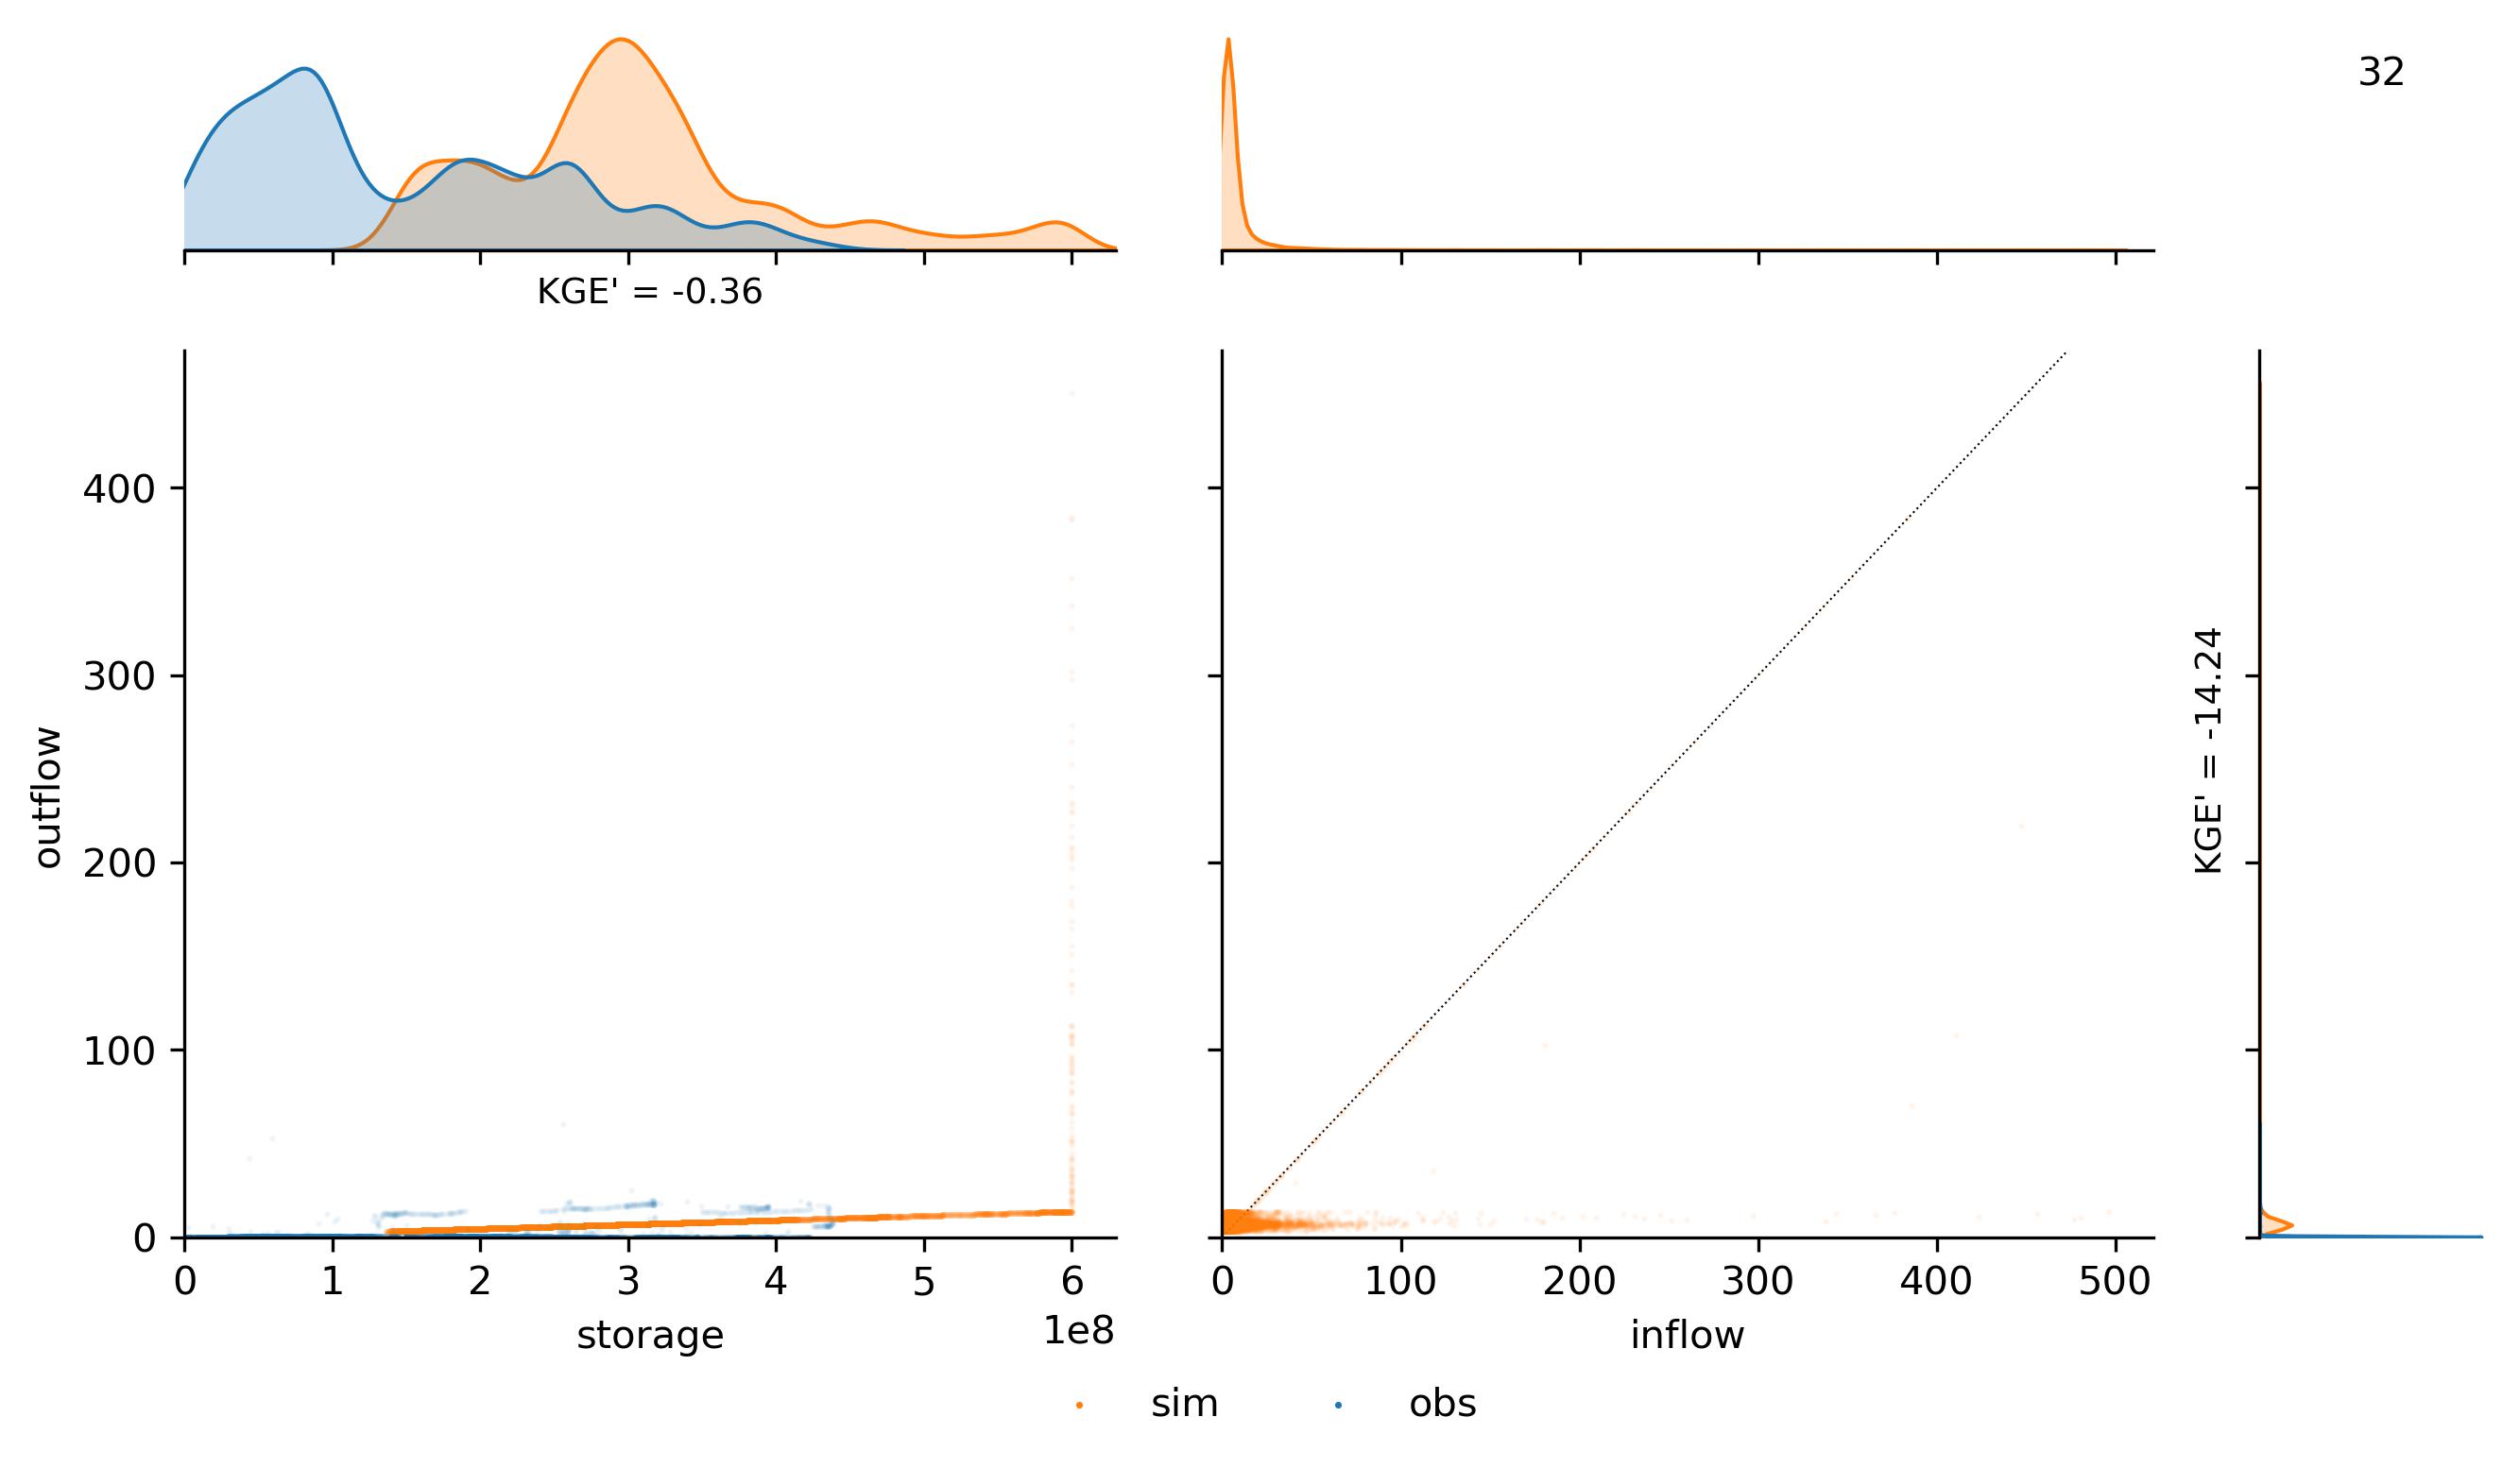 32
KGE' = -0.36
outflow
400
300
200
100
0
KGE' = -14.24
0 1 2 3 4 5 6
1e8
storage
0 100 200 300 400 500
inflow
sim obs